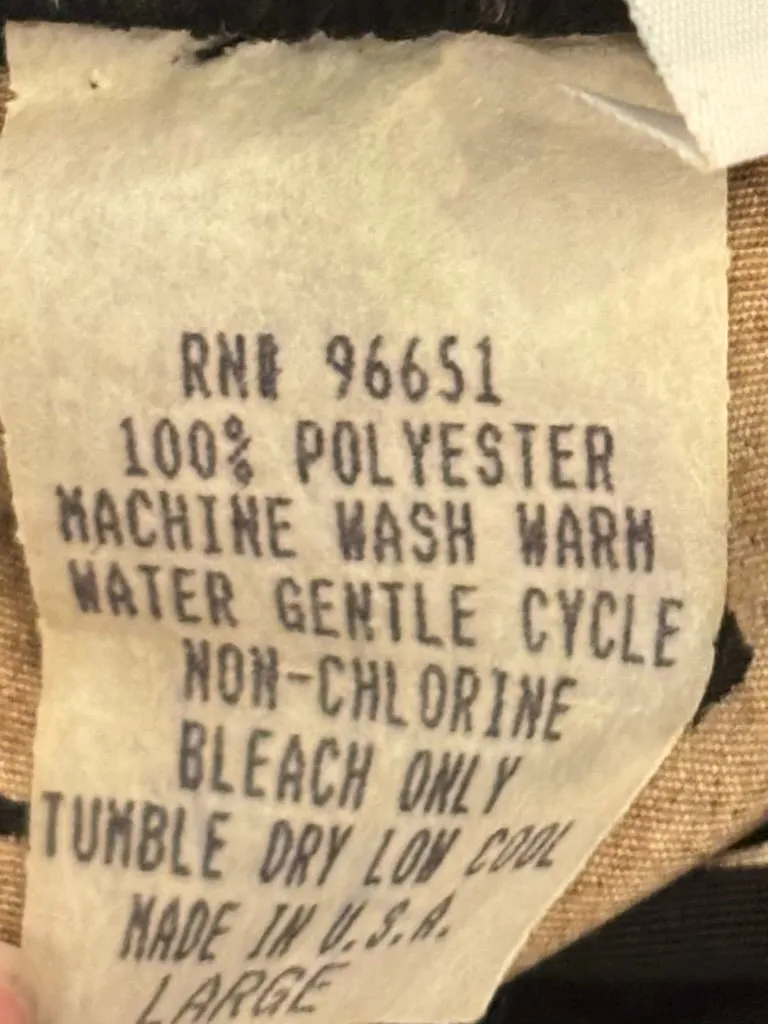 RN# 96651
100% POLYESTER
MACHINE WASH WARM
WATER GENTLE CYCLE
NON-CHLORINE
BLEACH ONLY
TUMBLE DRY LOW COOL
MADE IN U.S.A.
LARGE